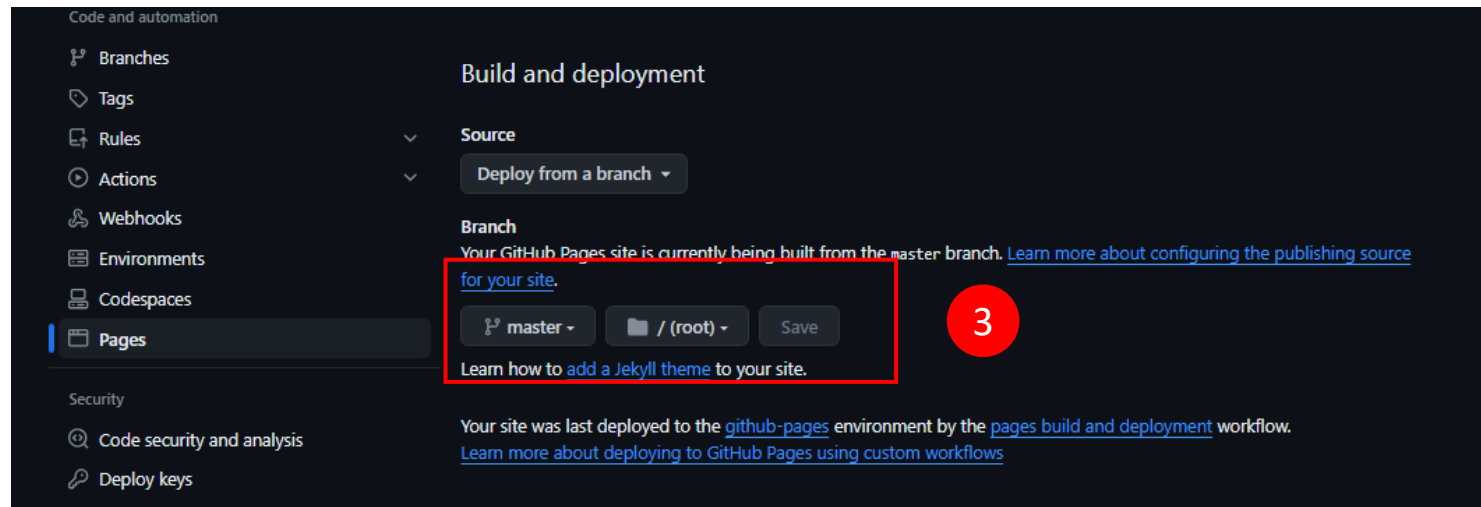 Code and automation
Branches
Tags
Rules
Actions
Webhooks
Environments
Codespaces
Pages
Security
Code security and analysis
Deploy keys
Build and deployment
Source
Deploy from a branch
Branch
Your GitHub Pages site is currently being built from the master branch. Learn more about configuring the publishing source
for your site.
master / (root) Save
3
Learn how to add a Jekyll theme to your site.
Your site was last deployed to the github-pages environment by the pages build and deployment workflow.
Learn more about deploying to GitHub Pages using custom workflows